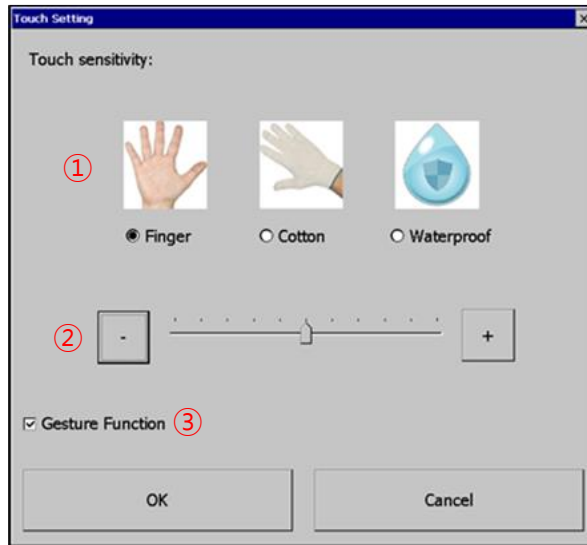 Touch Setting
Touch sensitivity:
①
Finger Cotton Waterproof
② - +
Gesture Function ③
OK Cancel